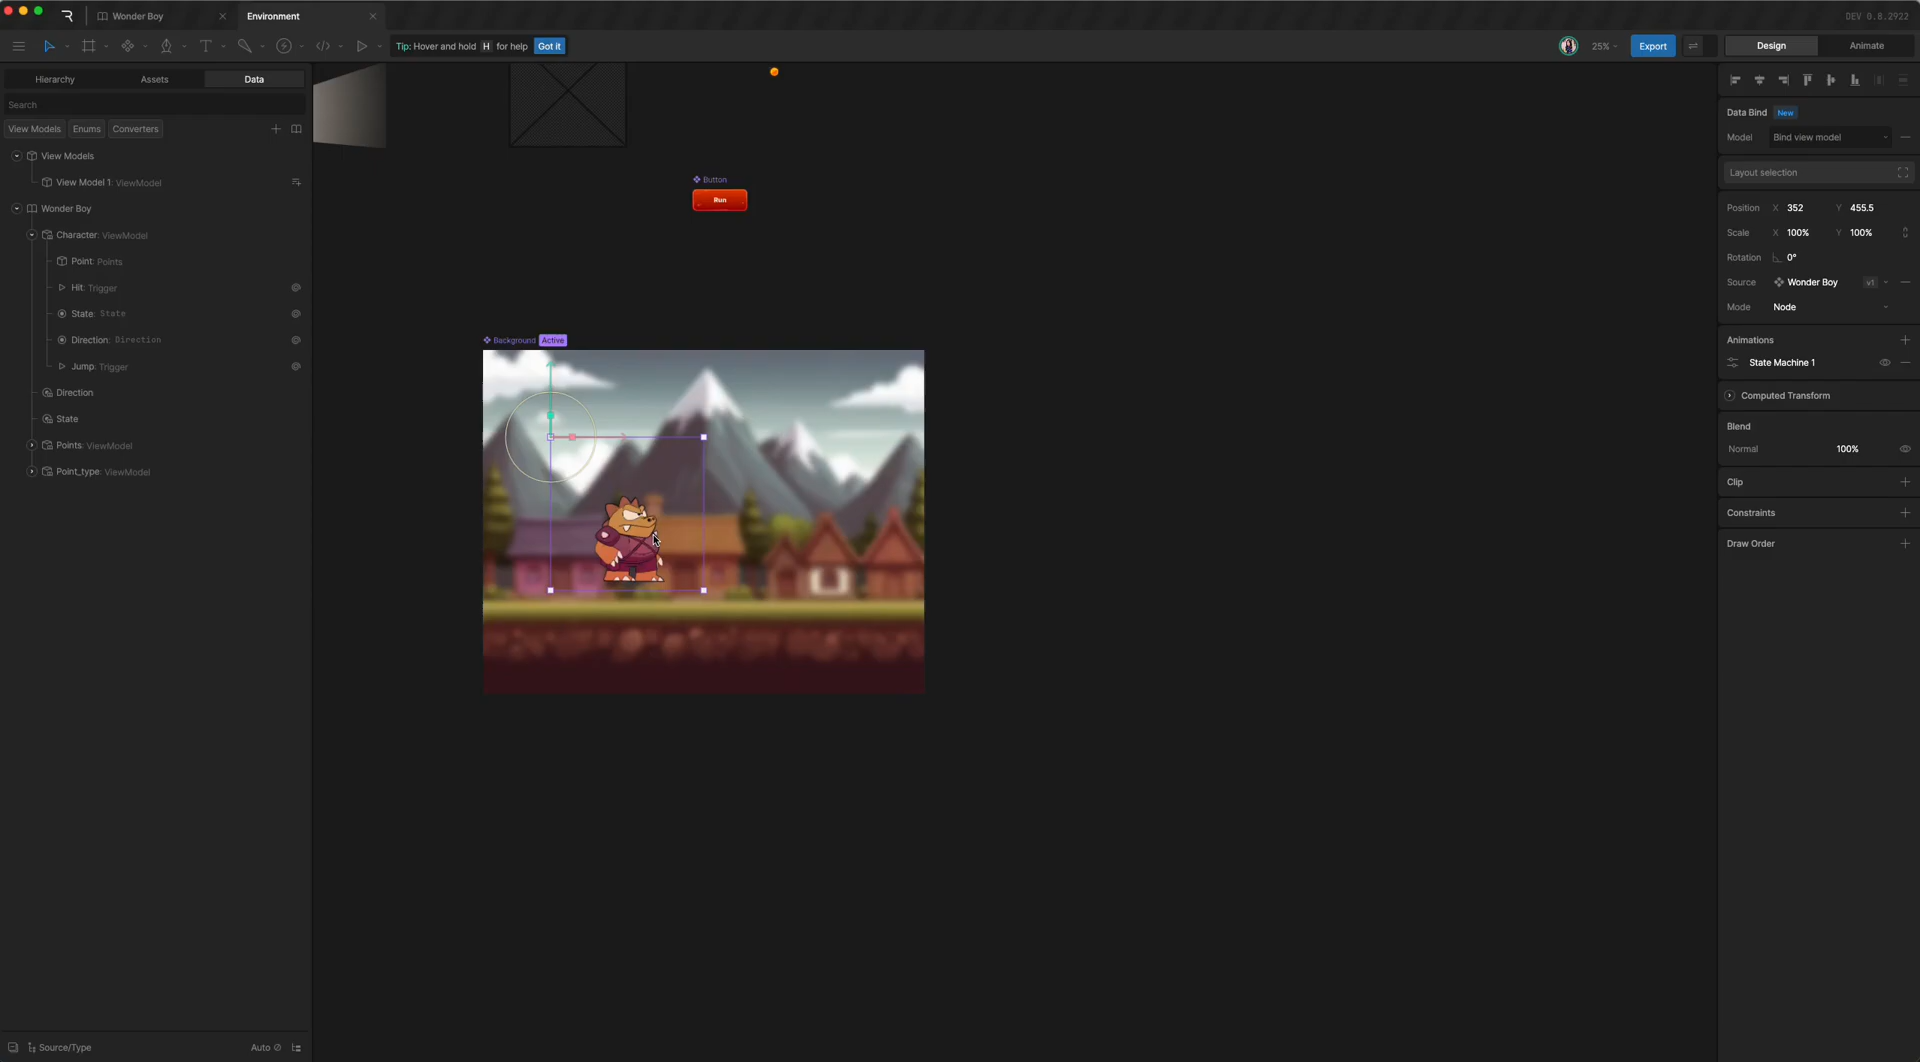 Wonder Boy
Environment
DEV 0.8.2922
Tip: Hover and hold H for help Got it
25%
Export
Design
Animate
Hierarchy
Assets
Data
Search
View Models
Enums
Converters
View Models
View Model 1: ViewModel
Wonder Boy
Character: ViewModel
Point: Points
Hit: Trigger
State: State
Direction: Direction
Jump: Trigger
Direction
State
Points: ViewModel
Point_type: ViewModel
Source/Type
Auto
Button
Run
Background Active
Data Bind New
Model Bind view model
Layout selection
Position X 352 Y 455.5
Scale X 100% Y 100%
Rotation 0°
Source Wonder Boy v1
Mode Node
Animations
State Machine 1
Computed Transform
Blend
Normal 100%
Clip
Constraints
Draw Order